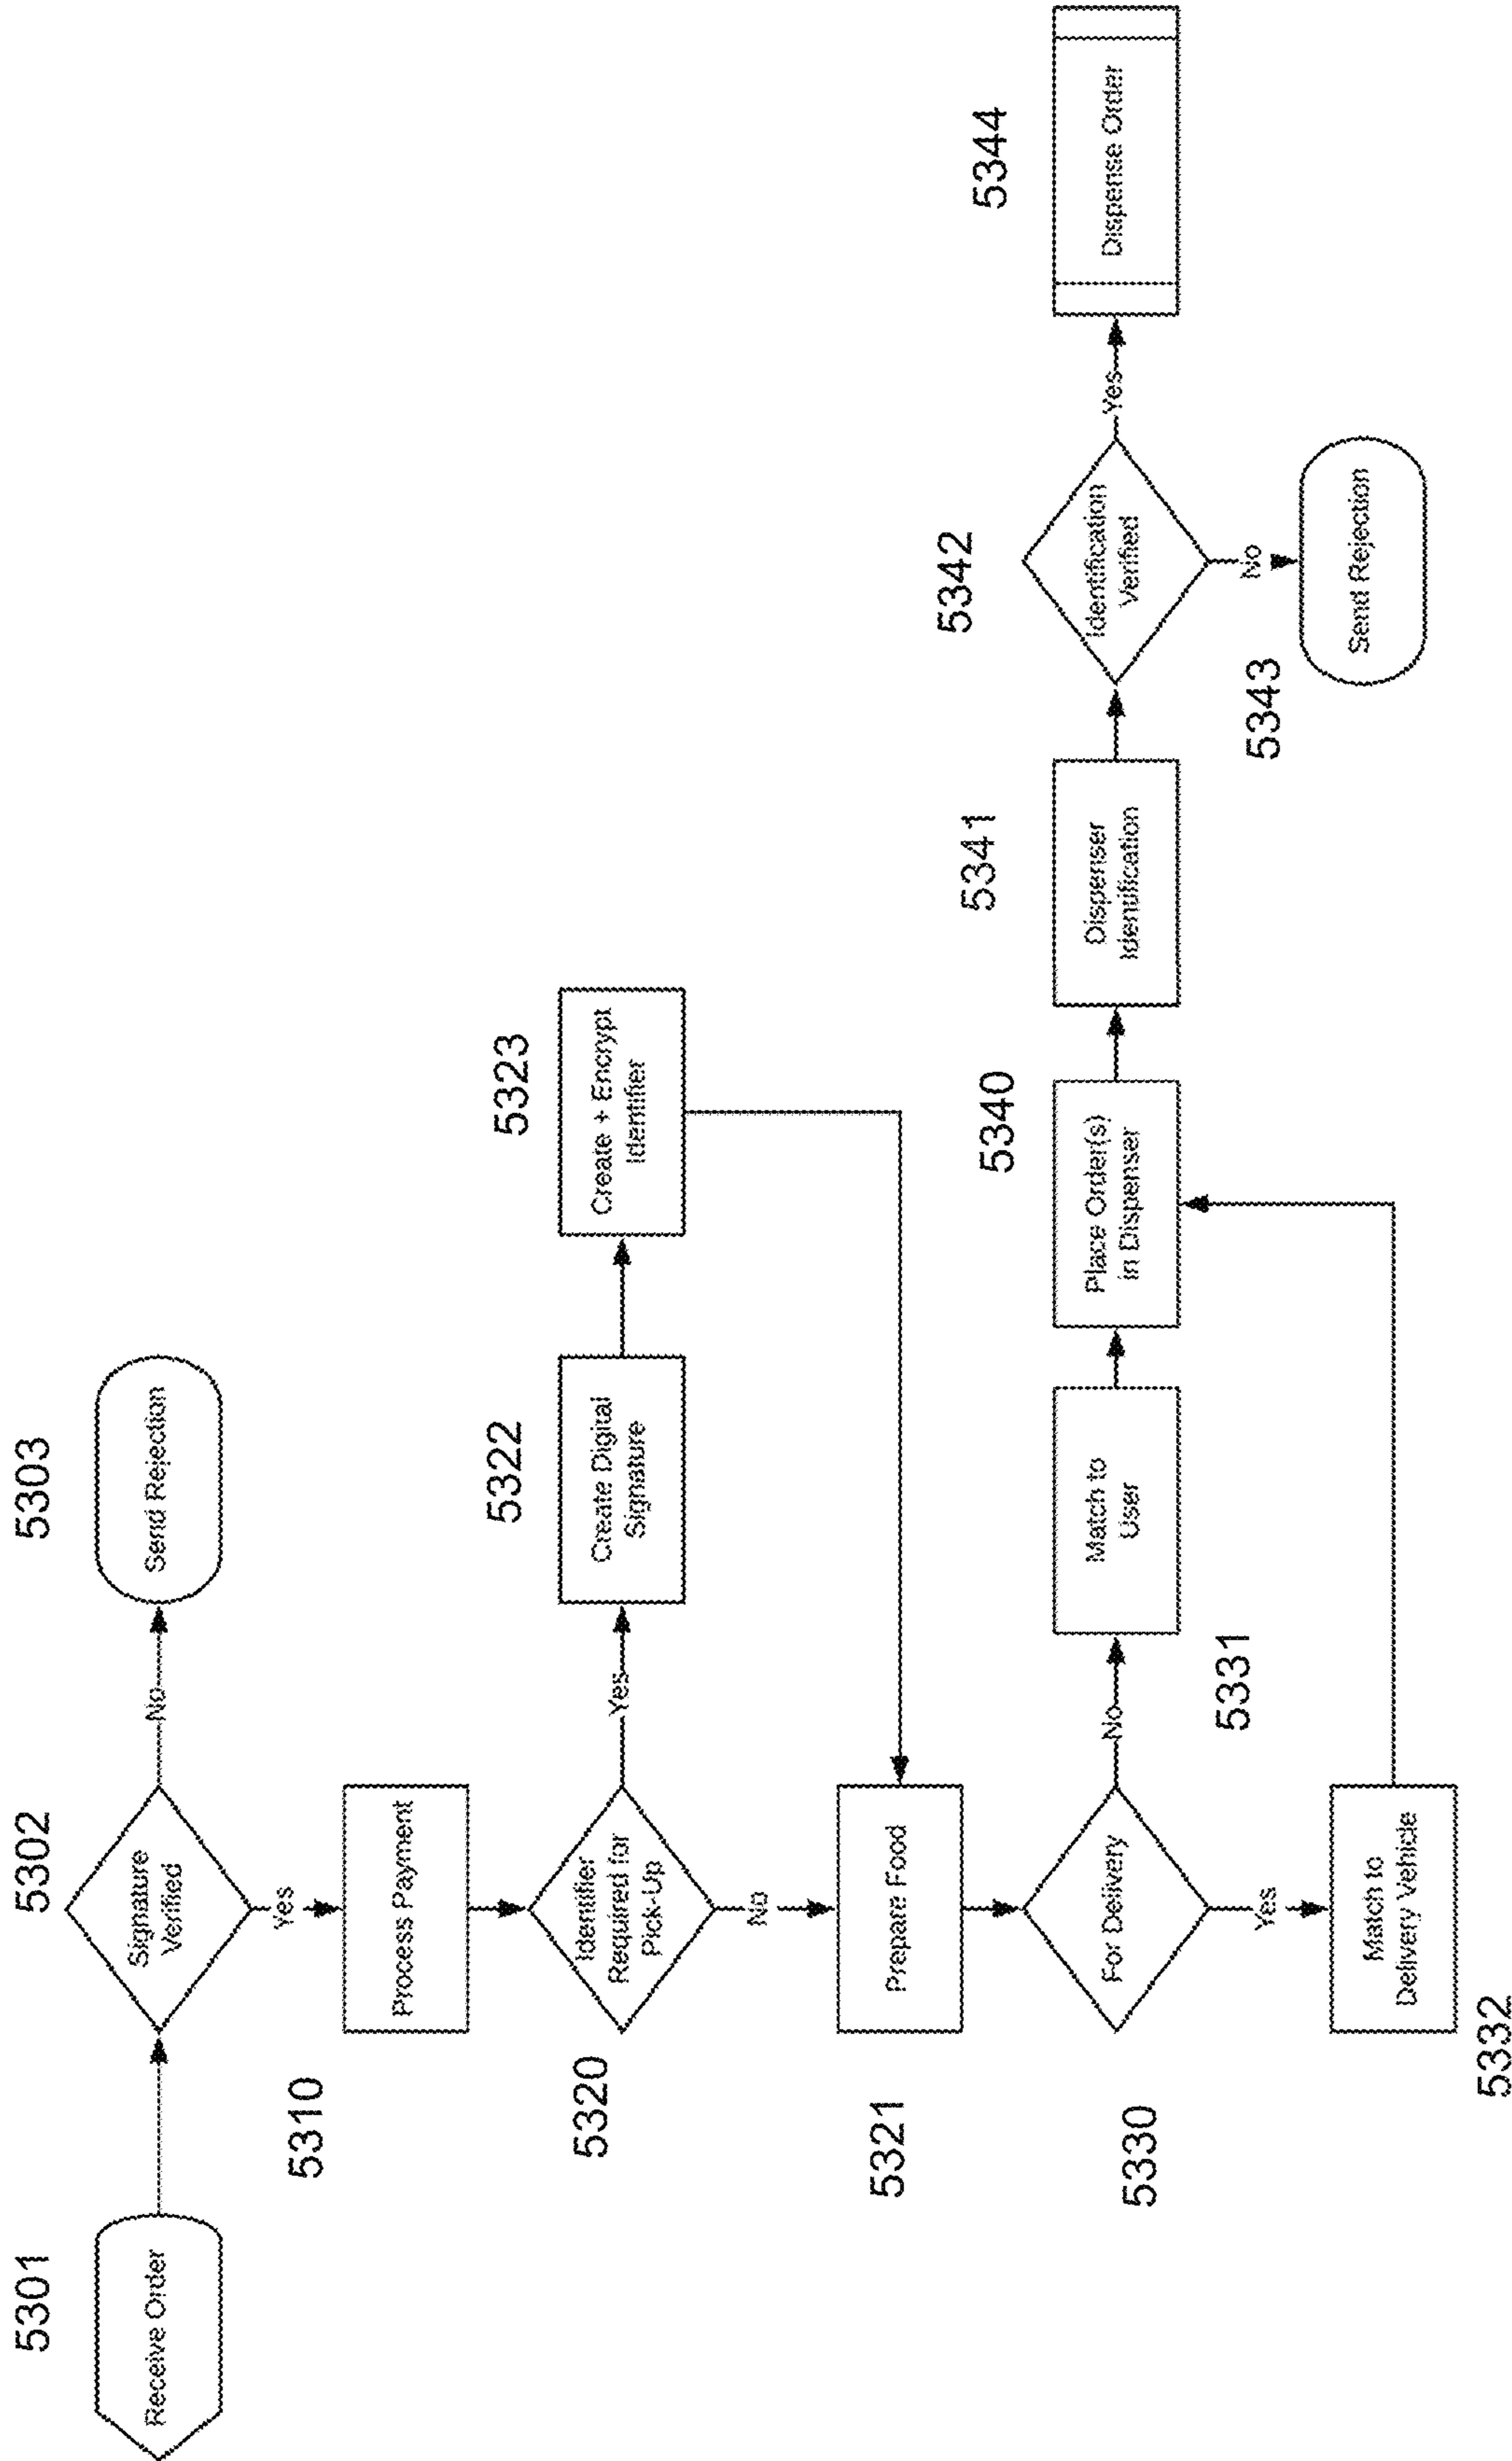 5301
Receive Order
5302
Signature
Verified
No
5303
Send Rejection
Yes
5310
Process Payment
5320
Identifier
Required for
Pick-Up
Yes
5322
Create Digital
Signature
5323
Create + Encrypt
Identifier
No
5321
Prepare Food
5330
For Delivery
No
5331
Match to
User
Yes
5332
Match to
Delivery Vehicle
5340
Place Order(s)
in Dispenser
5341
Dispenser
Identification
5342
Identification
Verified
No
5343
Send Rejection
Yes
5344
Dispense Order